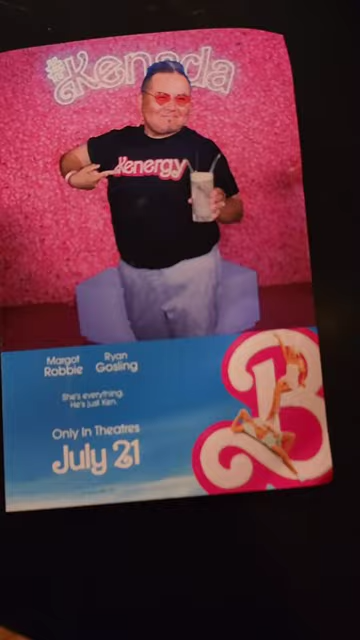 #Kenada
Kenergy
Margot Robbie
Ryan Gosling
She's everything.
He's just Ken.
Only In Theatres
July 21
B